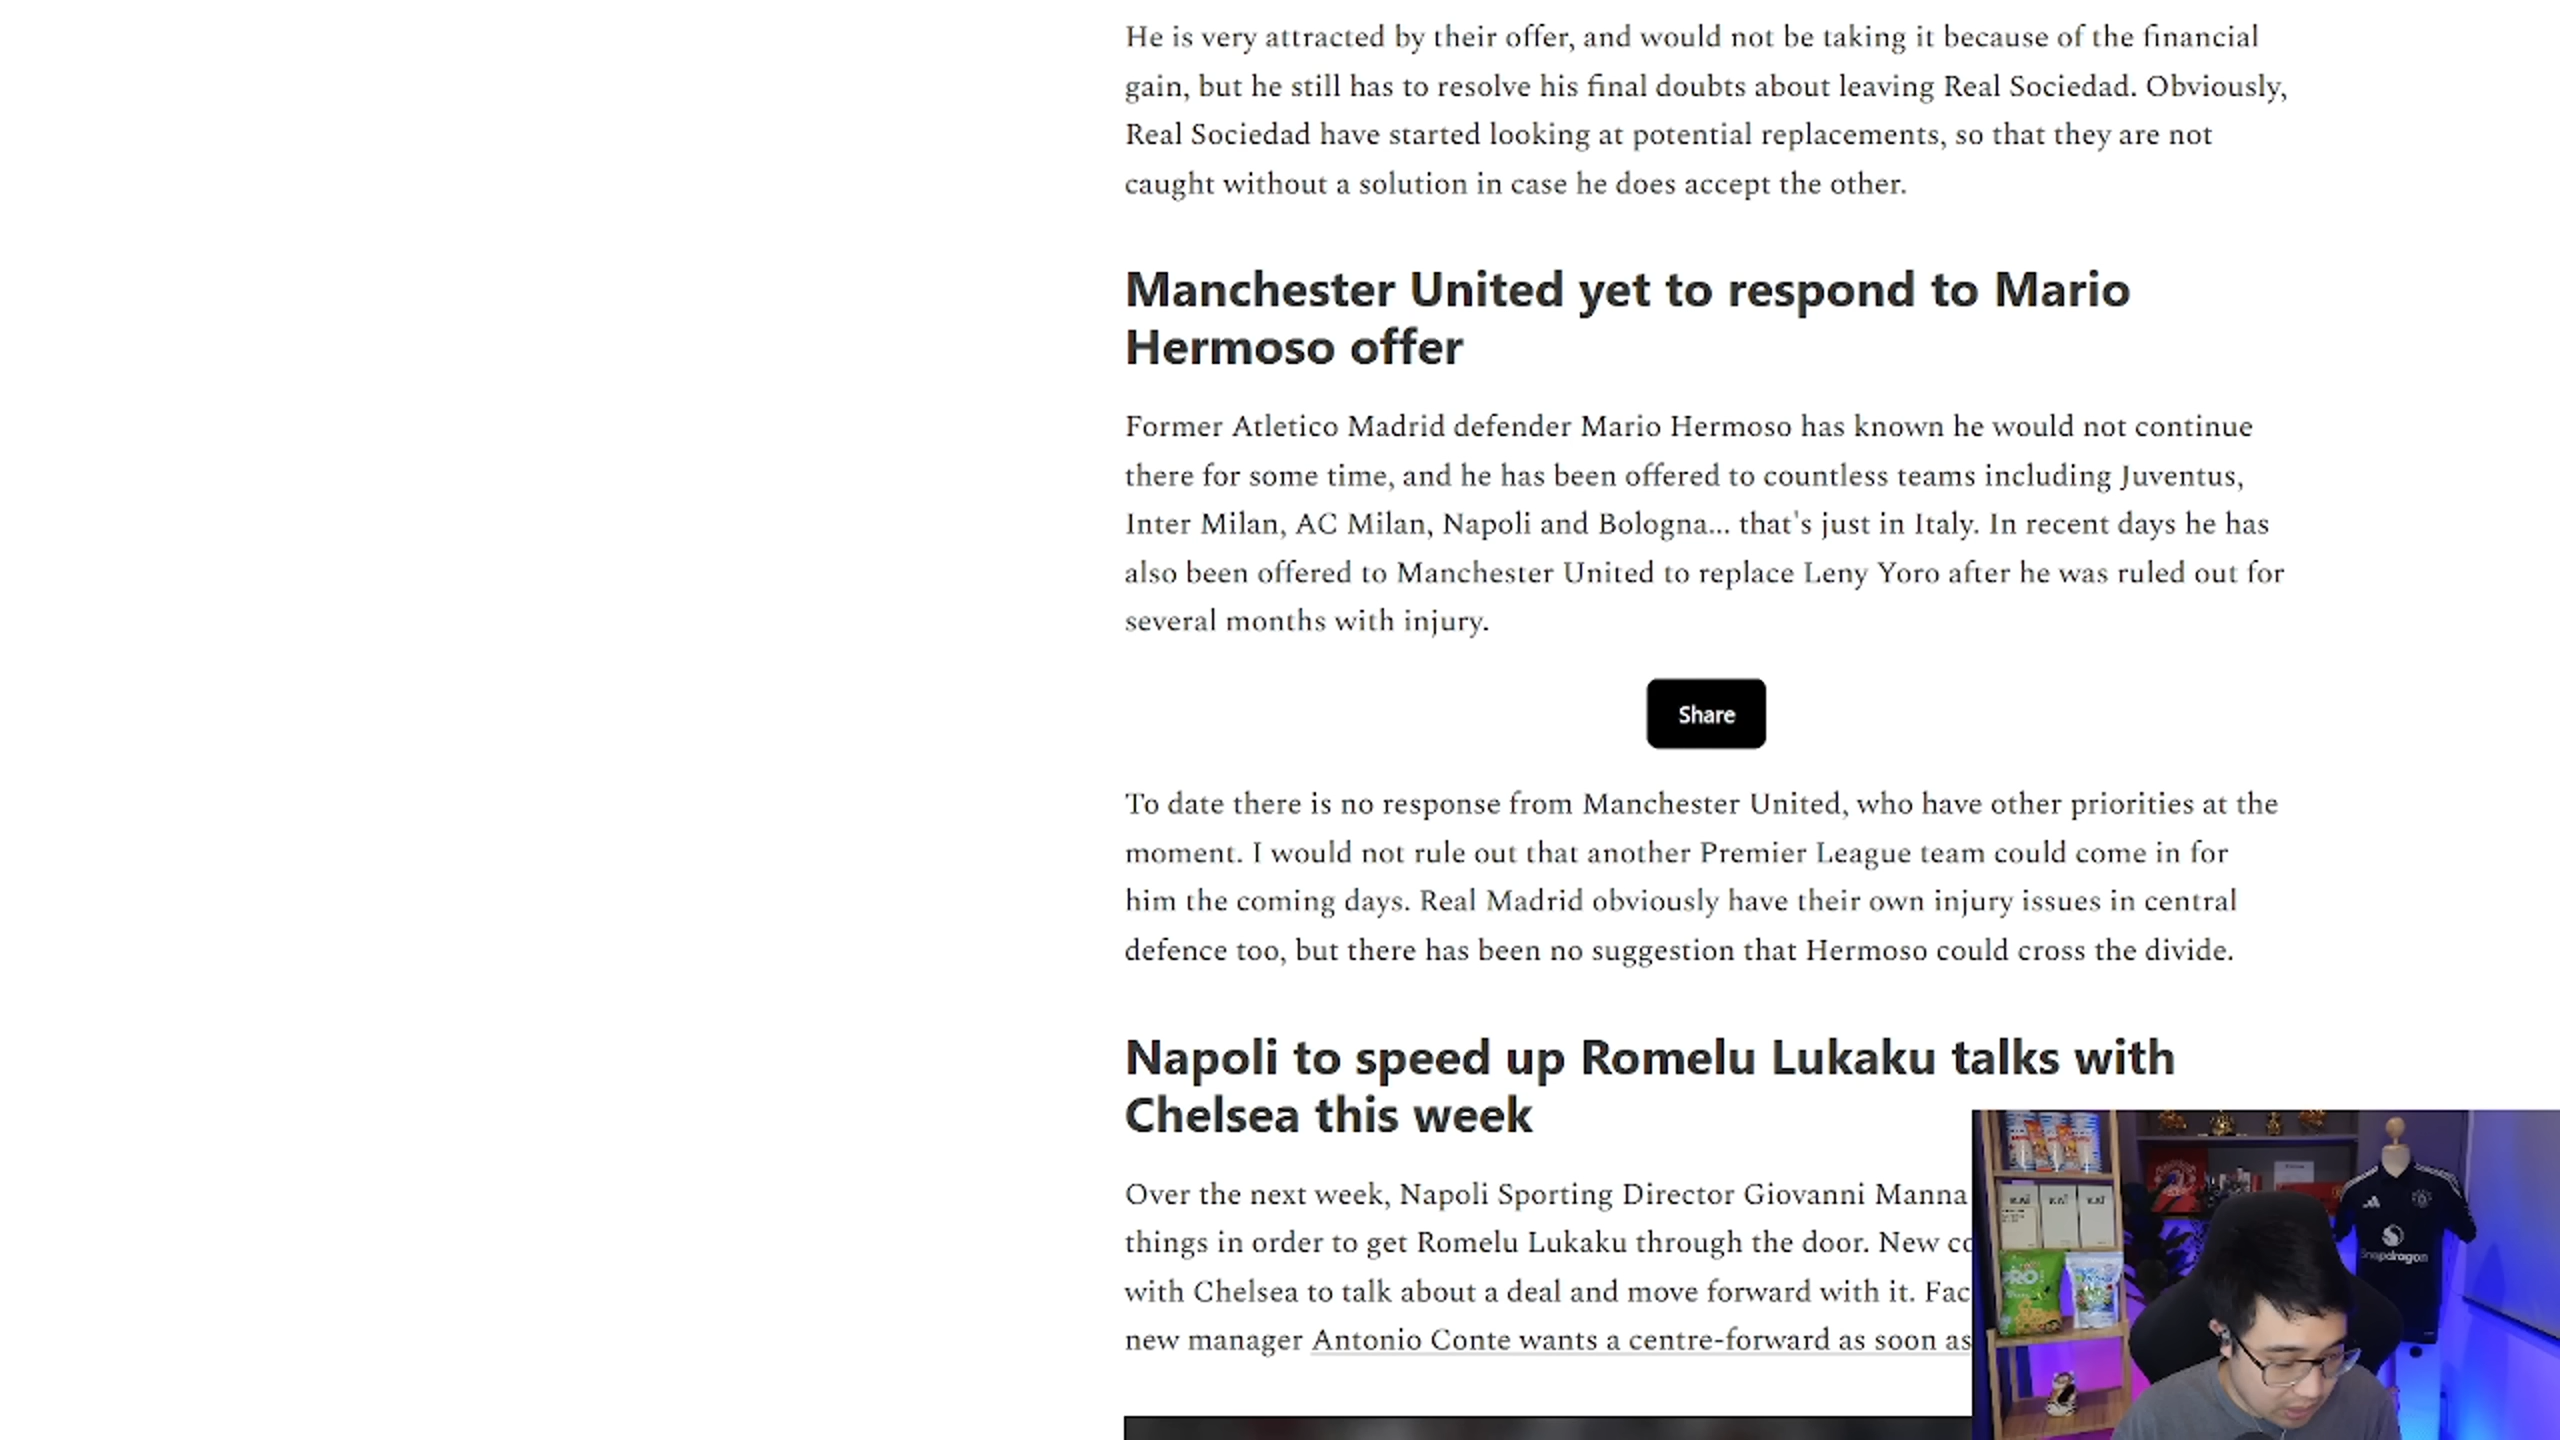 He is very attracted by their offer, and would not be taking it because of the financial
gain, but he still has to resolve his final doubts about leaving Real Sociedad. Obviously,
Real Sociedad have started looking at potential replacements, so that they are not
caught without a solution in case he does accept the other.
Manchester United yet to respond to Mario
Hermoso offer
Former Atletico Madrid defender Mario Hermoso has known he would not continue
there for some time, and he has been offered to countless teams including Juventus,
Inter Milan, AC Milan, Napoli and Bologna... that's just in Italy. In recent days he has
also been offered to Manchester United to replace Leny Yoro after he was ruled out for
several months with injury.
Share
To date there is no response from Manchester United, who have other priorities at the
moment. I would not rule out that another Premier League team could come in for
him the coming days. Real Madrid obviously have their own injury issues in central
defence too, but there has been no suggestion that Hermoso could cross the divide.
Napoli to speed up Romelu Lukaku talks with
Chelsea this week
Over the next week, Napoli Sporting Director Giovanni Manna
things in order to get Romelu Lukaku through the door. New
with Chelsea to talk about a deal and move forward with it.
new manager Antonio Conte wants a centre-forward as soon as
Snapdragon